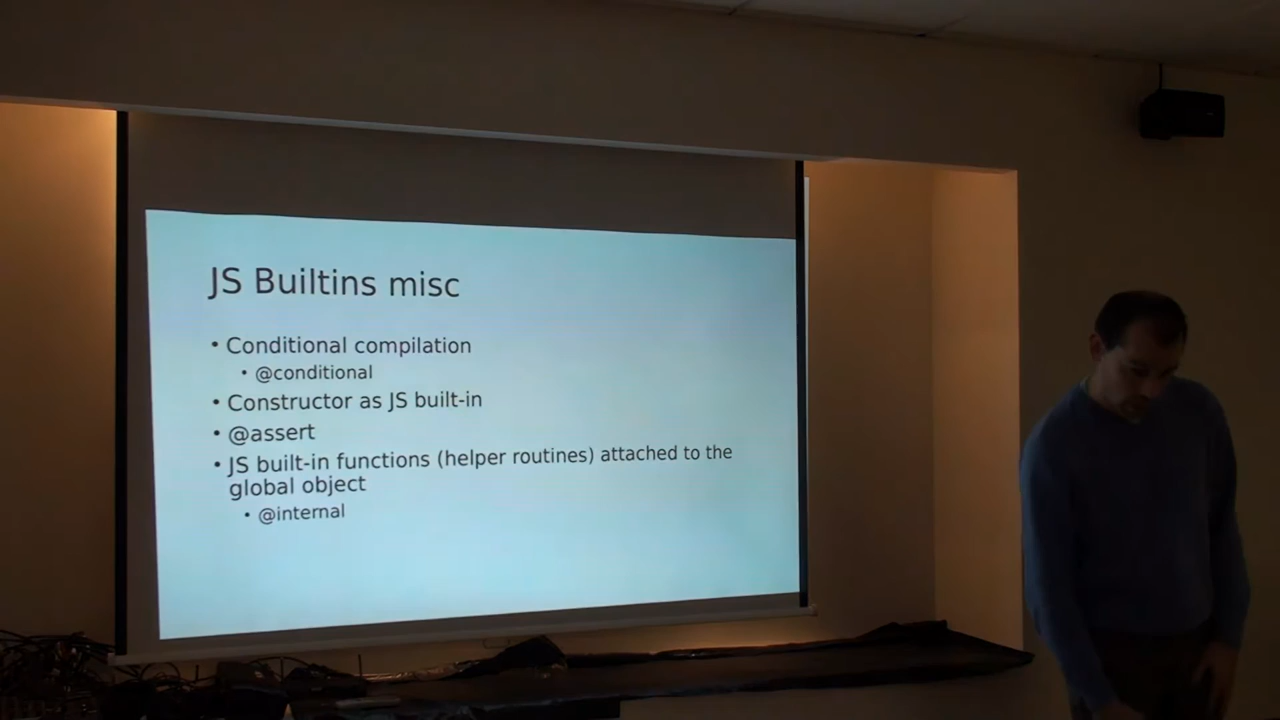 JS Builtins misc
• Conditional compilation
• @conditional
• Constructor as JS built-in
• @assert
• JS built-in functions (helper routines) attached to the
global object
• @internal